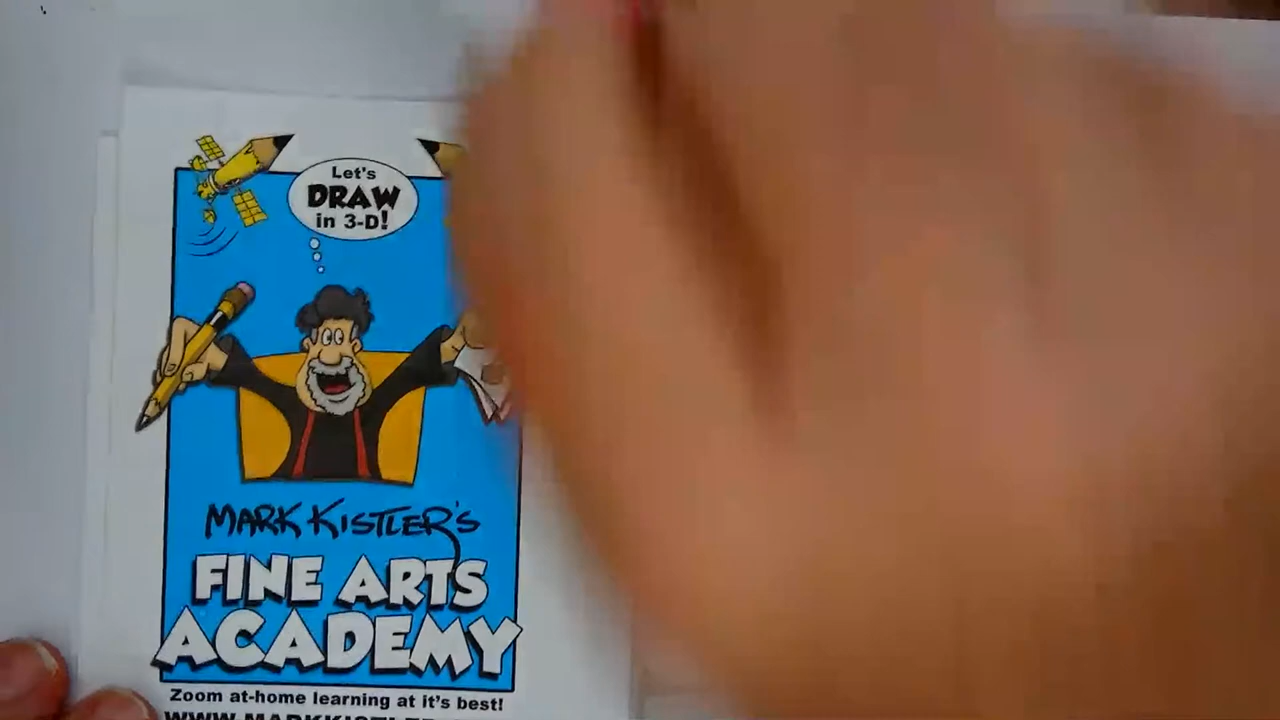 Let's
DRAW
in 3-D!
MARK KISTLER'S
FINE ARTS
ACADEMY
Zoom at-home learning at it's best!